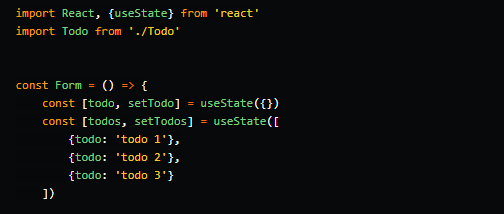 import React, {useState} from 'react'
import Todo from './Todo'
const Form = () => {
const [todo, setTodo] = useState({})
const [todos, setTodos] = useState([
{todo: 'todo 1'},
{todo: 'todo 2'},
{todo: 'todo 3'}
])